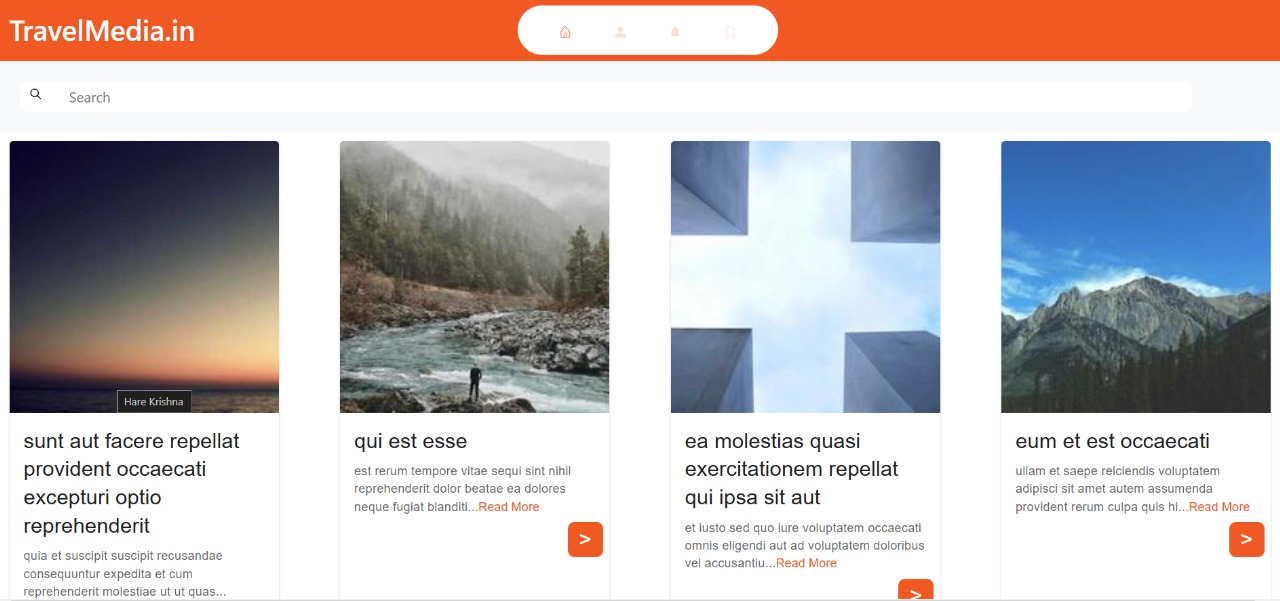 TravelMedia.in
Search
Hare Krishna
sunt aut facere repellat
provident occaecati
excepturi optio
reprehenderit
quia et suscipit suscipit recusandae
consequuntur expedita et cum
reprehenderit molestiae ut ut quas...
qui est esse
est rerum tempore vitae sequi sint nihil
reprehenderit dolor beatae ea dolores
neque fugiat blanditi...Read More
>
ea molestias quasi
exercitationem repellat
qui ipsa sit aut
et iusto sed quo iure voluptatem occaecati
omnis eligendi aut ad voluptatem doloribus
vel accusantiu...Read More
>
eum et est occaecati
ullam et saepe reiciendis voluptatem
adipisci sit amet autem assumenda
provident rerum culpa quis hi...Read More
>